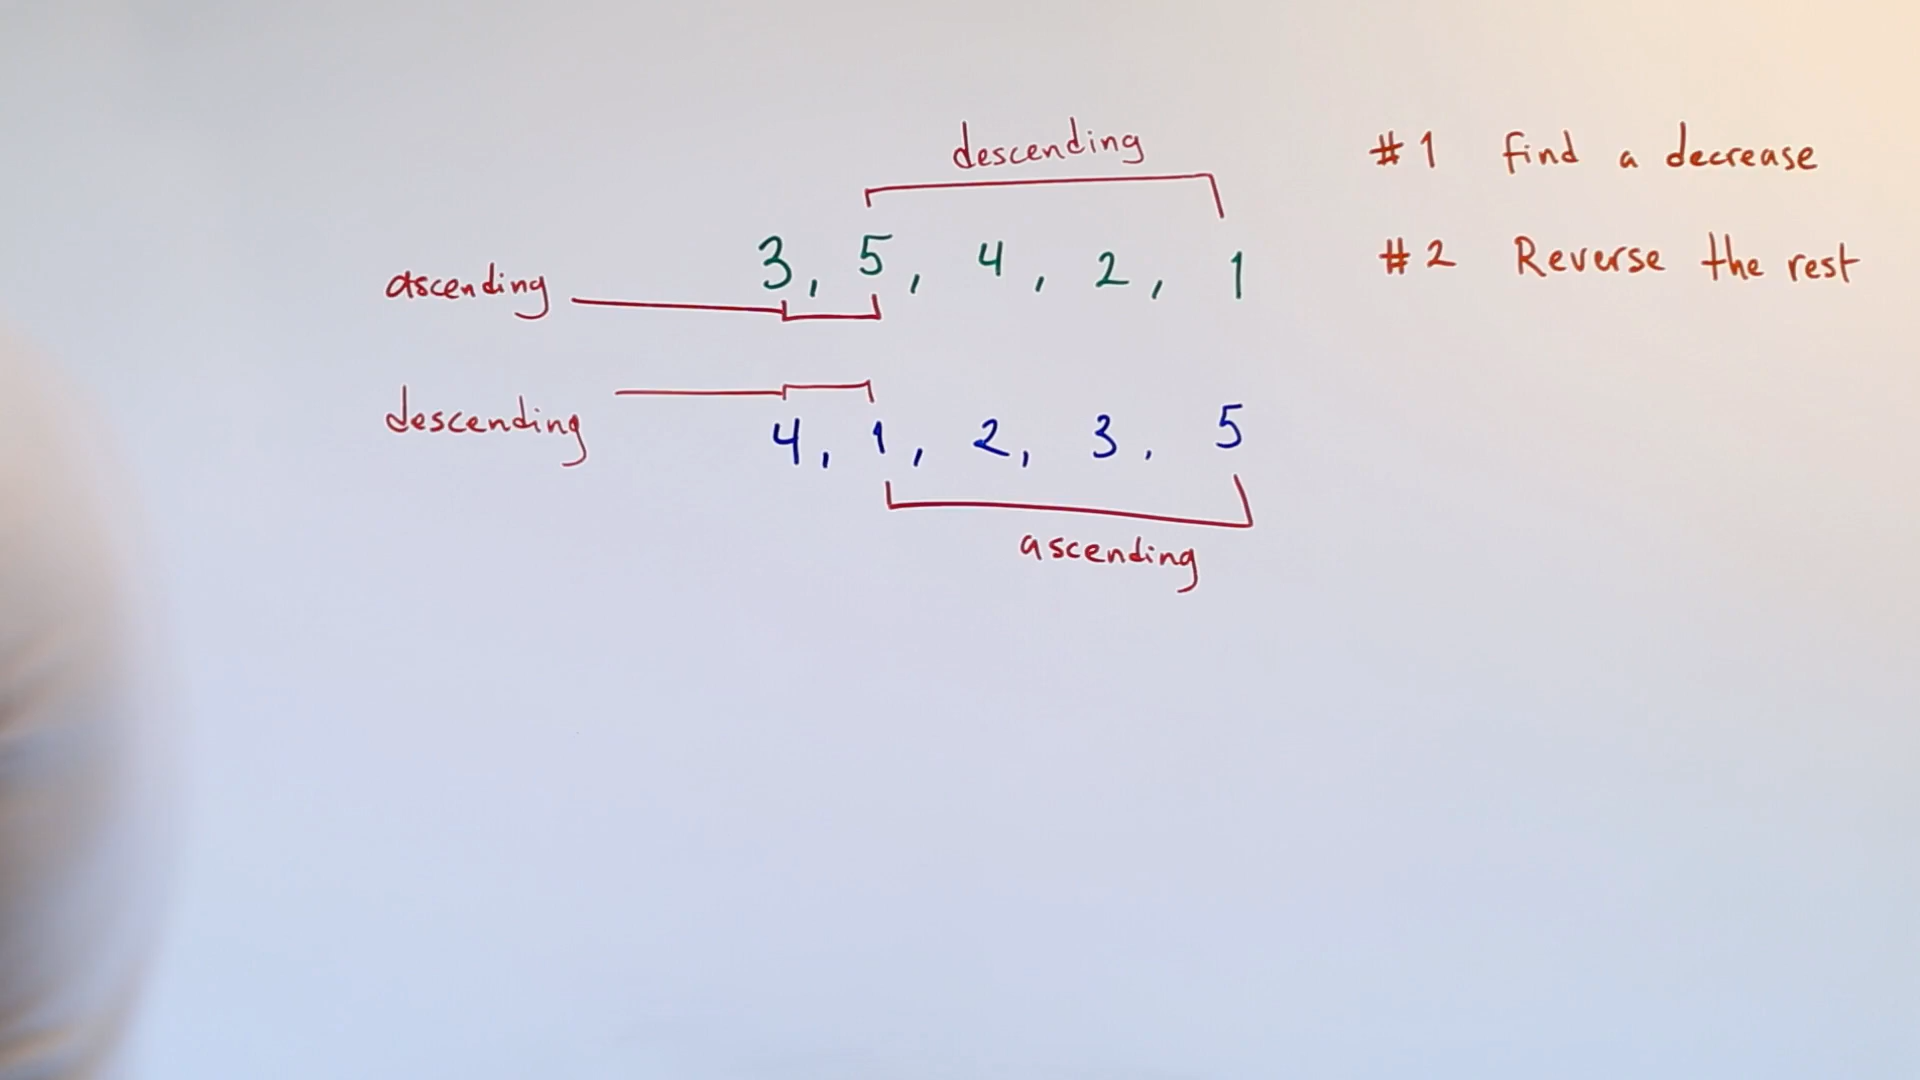 descending
3, 5, 4, 2, 1
ascending
descending
4, 1, 2, 3, 5
ascending
#1 find a decrease
#2 Reverse the rest